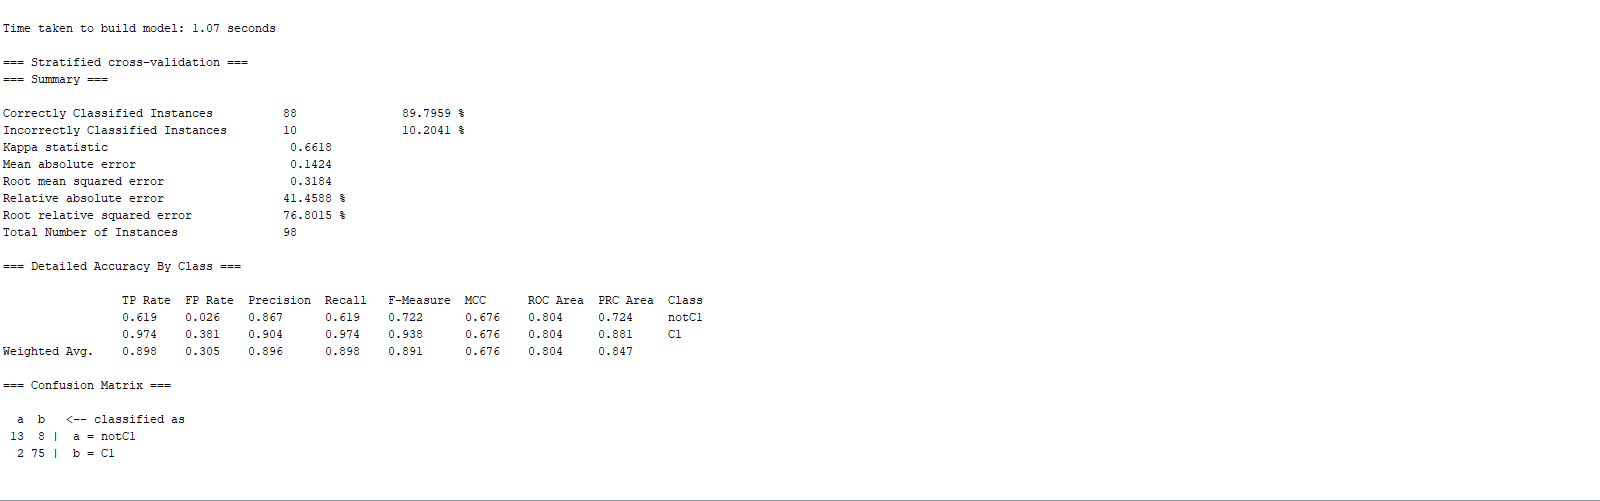 Time taken to build model: 1.07 seconds
=== Stratified cross-validation ===
=== Summary ===
Correctly Classified Instances          88               89.7959 %
Incorrectly Classified Instances        10               10.2041 %
Kappa statistic                          0.6618
Mean absolute error                      0.1424
Root mean squared error                  0.3184
Relative absolute error                 41.4588 %
Root relative squared error             76.8015 %
Total Number of Instances               98
=== Detailed Accuracy By Class ===
                 TP Rate  FP Rate  Precision  Recall   F-Measure  MCC      ROC Area  PRC Area  Class
                 0.619    0.026    0.867      0.619    0.722      0.676    0.804     0.724     notCl
                 0.974    0.381    0.904      0.974    0.938      0.676    0.804     0.881     Cl
Weighted Avg.    0.898    0.305    0.896      0.898    0.891      0.676    0.804     0.847
=== Confusion Matrix ===
  a  b   <-- classified as
 13  8 |  a = notCl
  2 75 |  b = Cl